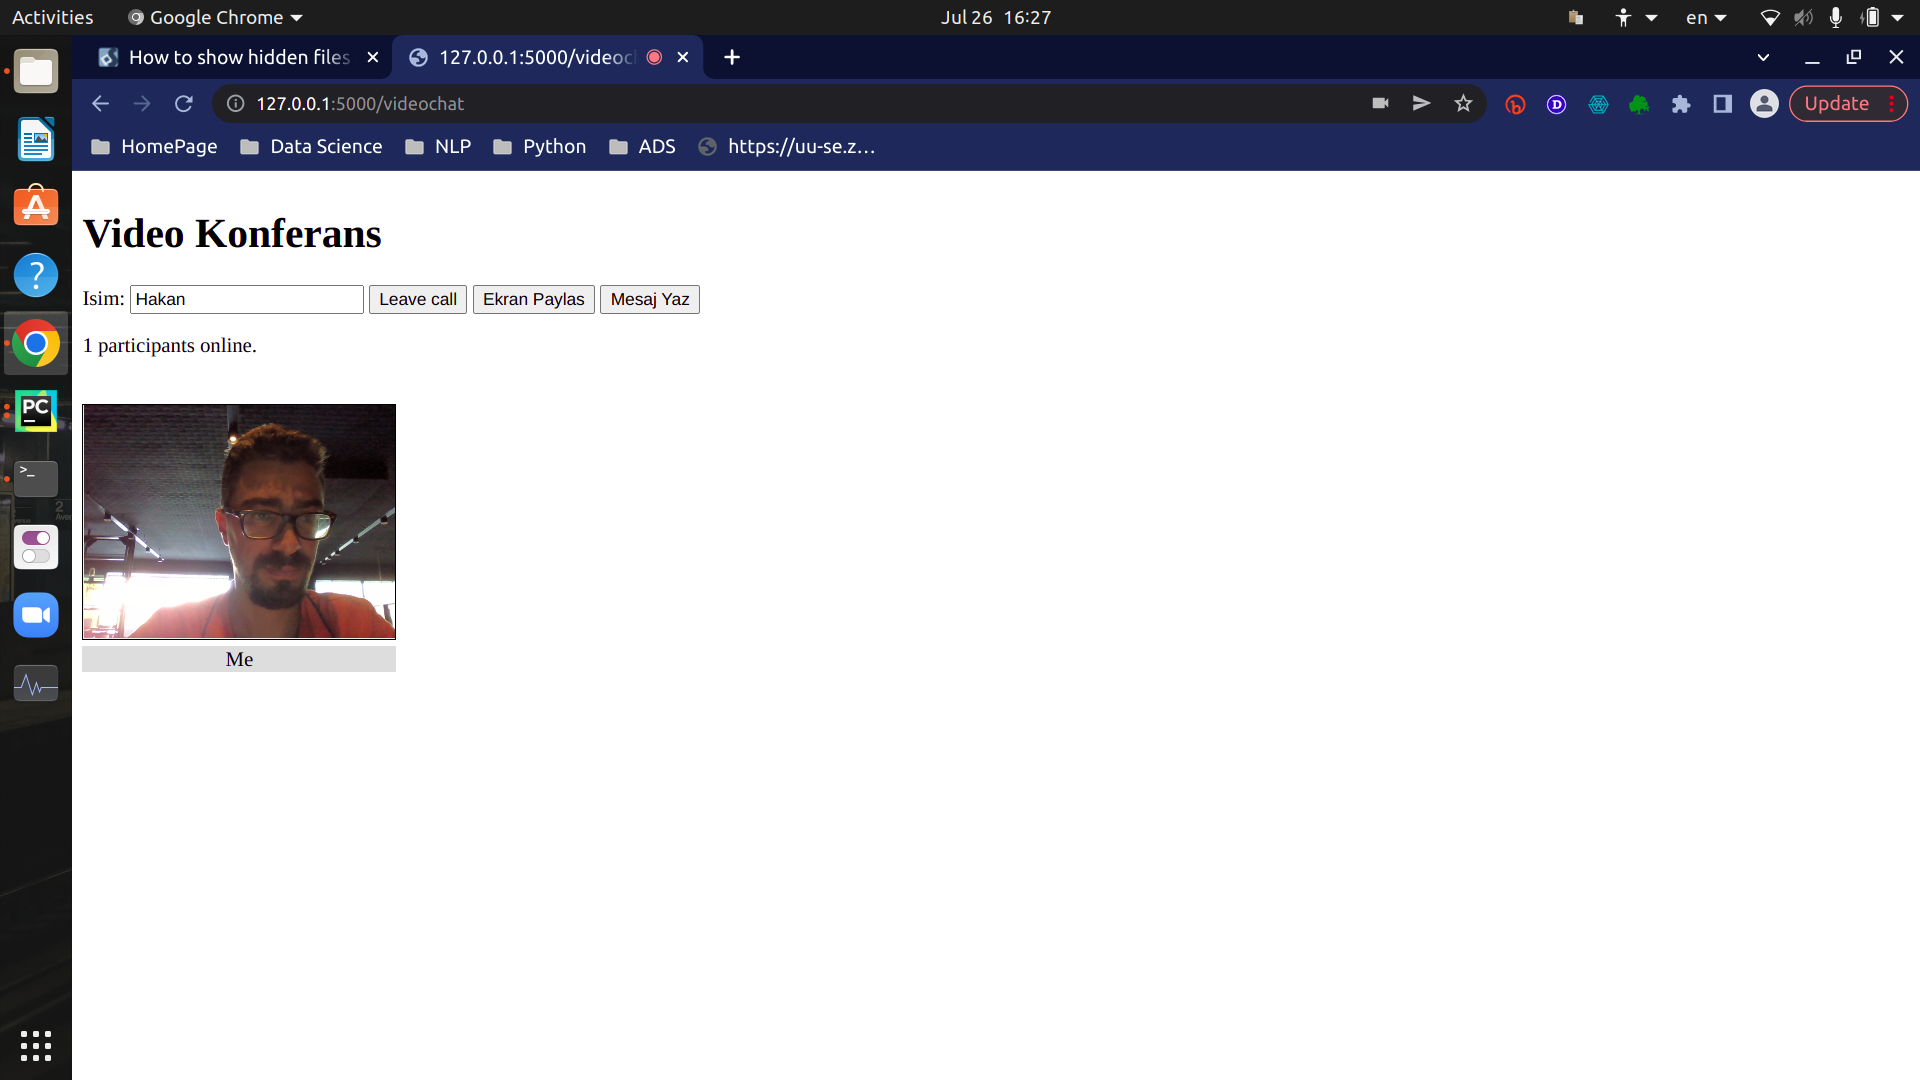 Activities
Google Chrome
Jul 26 16:27
en
How to show hidden files
127.0.0.1:5000/videoc
127.0.0.1:5000/videochat
Update
HomePage
Data Science
NLP
Python
ADS
https://uu-se.z…
Video Konferans
Isim: Hakan Leave call Ekran Paylas Mesaj Yaz
1 participants online.
Me
PC
>_